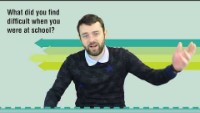 What did you find
difficult when you
were at school?